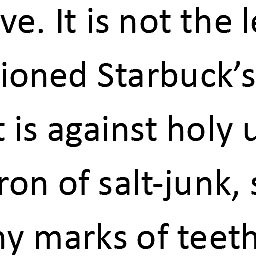 ve. It is not the le
ioned Starbuck’s
t is against holy u
ron of salt-junk, s
ny marks of teeth